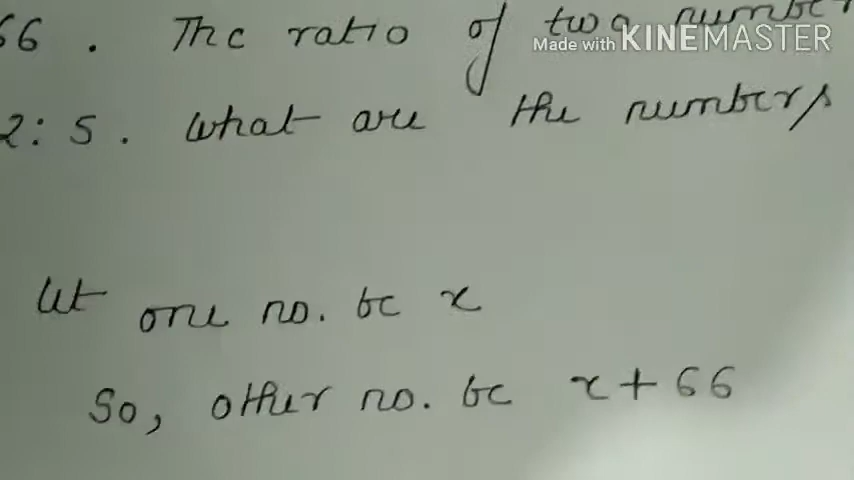 66. The ratio of two number
Made with KINEMASTER
2:5. What are the numbers
let one no. be x
So, other no. be x+66